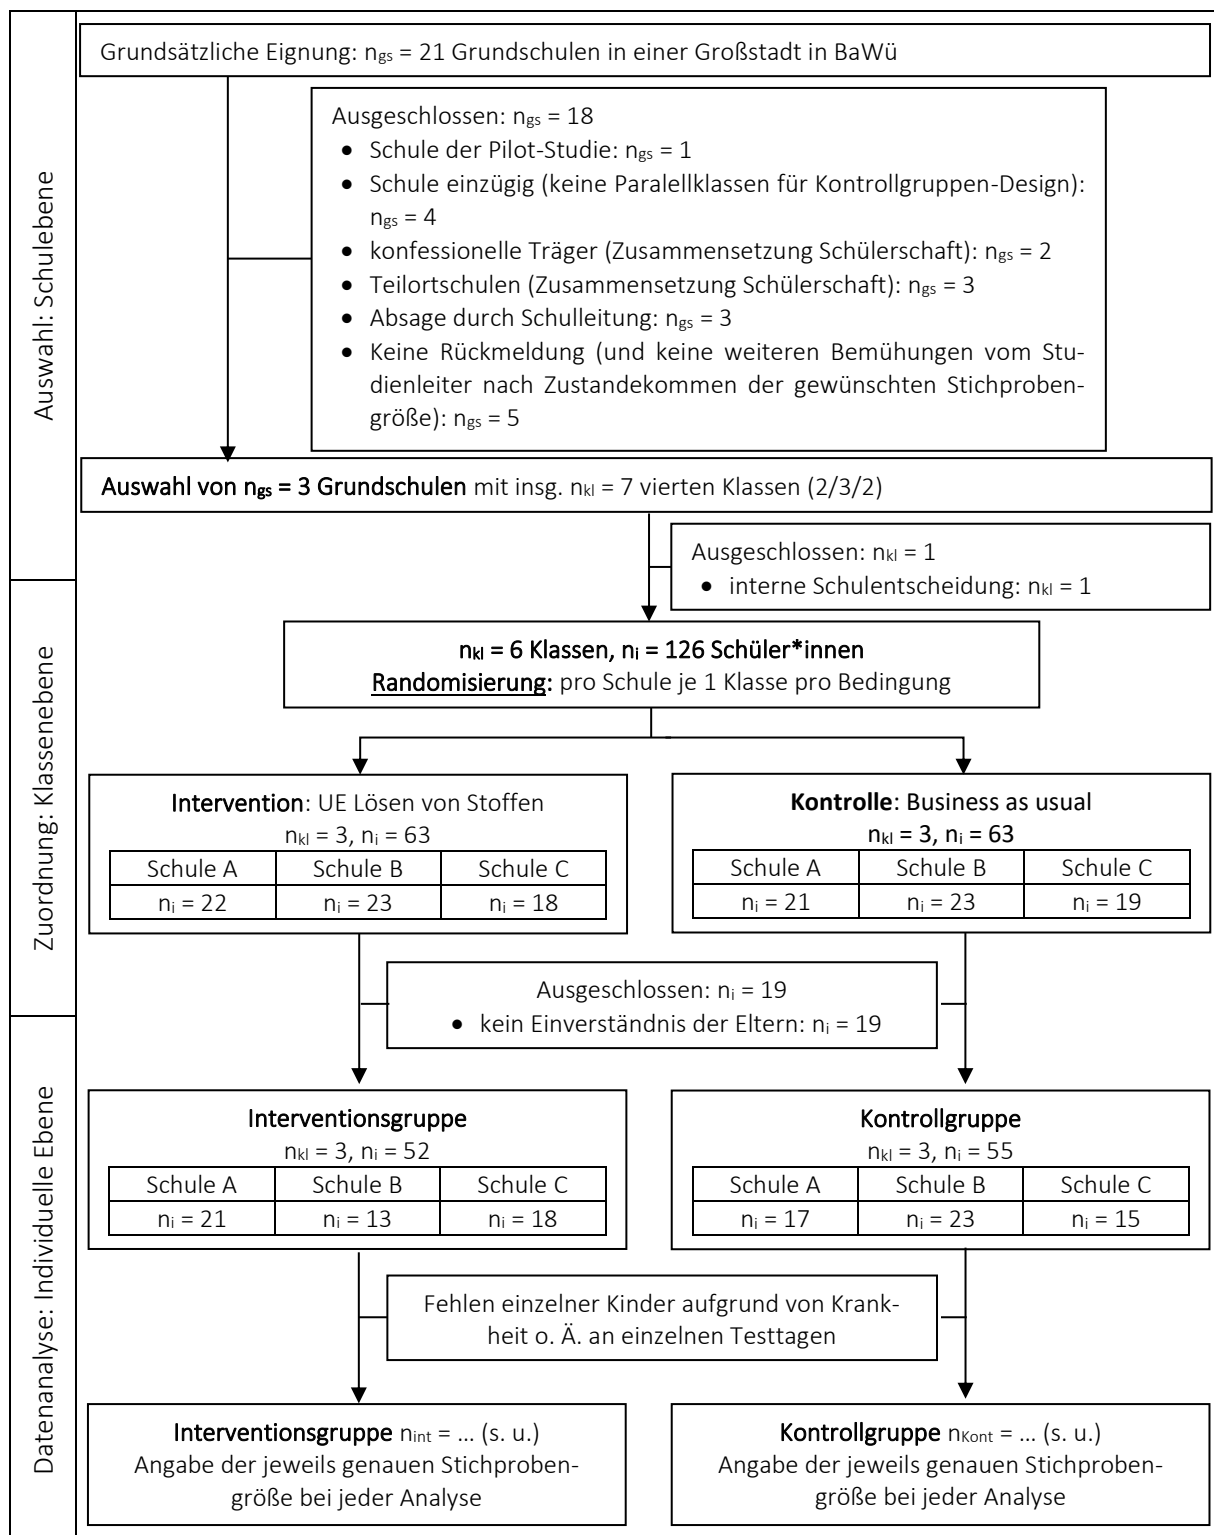 Auswahl: Schulebene
Grundsätzliche Eignung: ngs = 21 Grundschulen in einer Großstadt in BaWü
Ausgeschlossen: ngs = 18
• Schule der Pilot-Studie: ngs = 1
• Schule einzügig (keine Paralellklassen für Kontrollgruppen-Design):
ngs = 4
• konfessionelle Träger (Zusammensetzung Schülerschaft): ngs = 2
• Teilortschulen (Zusammensetzung Schülerschaft): ngs = 3
• Absage durch Schulleitung: ngs = 3
• Keine Rückmeldung (und keine weiteren Bemühungen vom Stu-
dienleiter nach Zustandekommen der gewünschten Stichproben-
größe): ngs = 5
Auswahl von ngs = 3 Grundschulen mit insg. nkl = 7 vierten Klassen (2/3/2)
Ausgeschlossen: nkl = 1
• interne Schulentscheidung: nkl = 1
Zuordnung: Klassenebene
nkl = 6 Klassen, ni = 126 Schüler*innen
Randomisierung: pro Schule je 1 Klasse pro Bedingung
Intervention: UE Lösen von Stoffen
nkl = 3, ni = 63
Schule A Schule B Schule C
ni = 22 ni = 23 ni = 18
Kontrolle: Business as usual
nkl = 3, ni = 63
Schule A Schule B Schule C
ni = 21 ni = 23 ni = 19
Ausgeschlossen: ni = 19
• kein Einverständnis der Eltern: ni = 19
Datenanalyse: Individuelle Ebene
Interventionsgruppe
nkl = 3, ni = 52
Schule A Schule B Schule C
ni = 21 ni = 13 ni = 18
Kontrollgruppe
nkl = 3, ni = 55
Schule A Schule B Schule C
ni = 17 ni = 23 ni = 15
Fehlen einzelner Kinder aufgrund von Krank-
heit o. Ä. an einzelnen Testtagen
Interventionsgruppe nint = ... (s. u.)
Angabe der jeweils genauen Stichproben-
größe bei jeder Analyse
Kontrollgruppe nKont = ... (s. u.)
Angabe der jeweils genauen Stichproben-
größe bei jeder Analyse